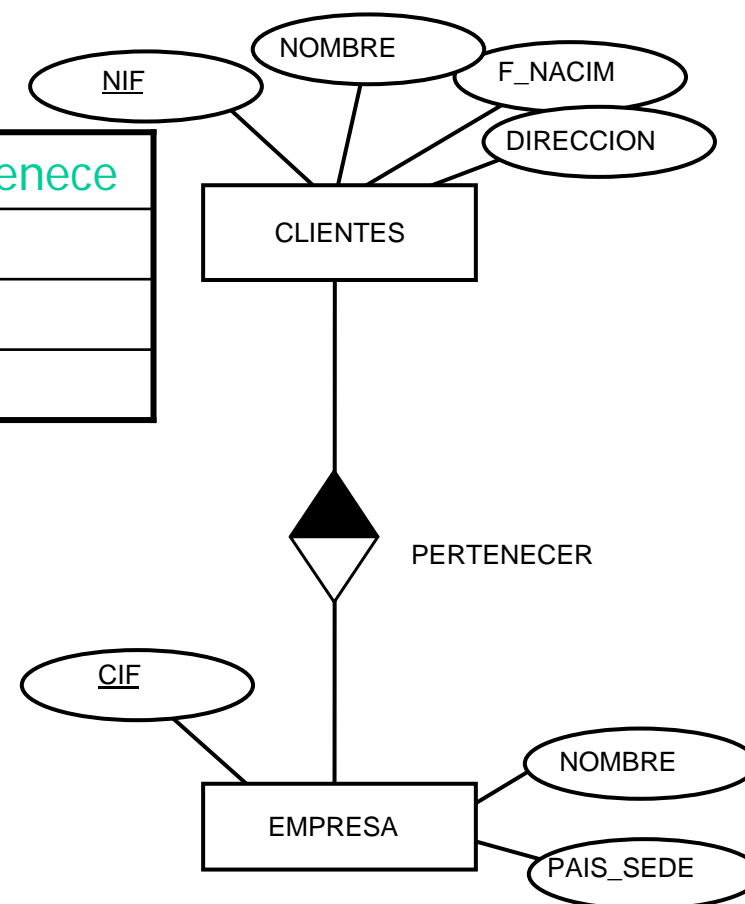 NOMBRE
F_NACIM
NIF
DIRECCION
enece
CLIENTES
PERTENECER
CIF
NOMBRE
EMPRESA
PAIS_SEDE